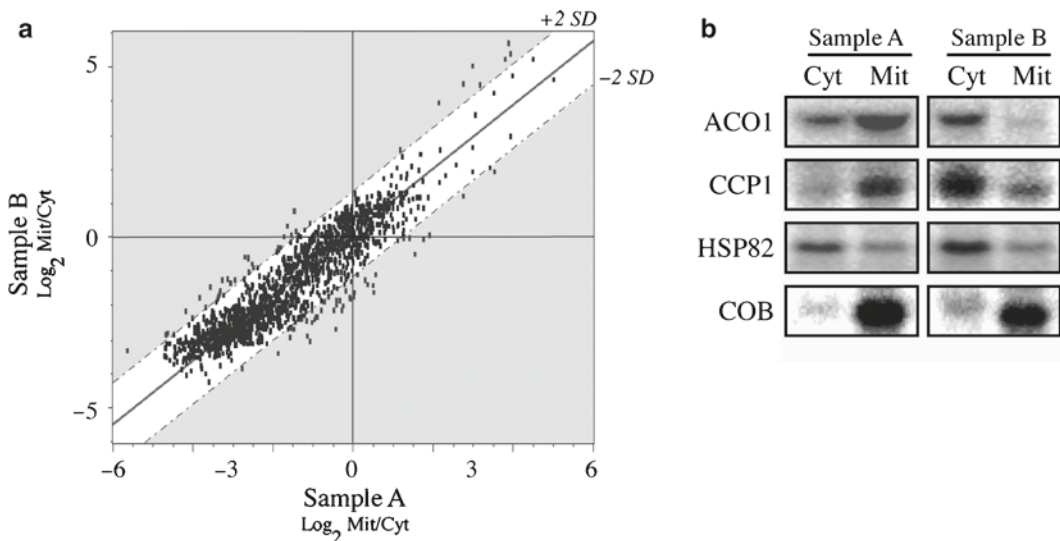 a
+2 SD
5
−2 SD
0
−5
Sample B
Log2 Mit/Cyt
−6
−3
0
3
6
Sample A
Log2 Mit/Cyt
b
Sample A Sample B
Cyt Mit Cyt Mit
ACO1
CCP1
HSP82
COB